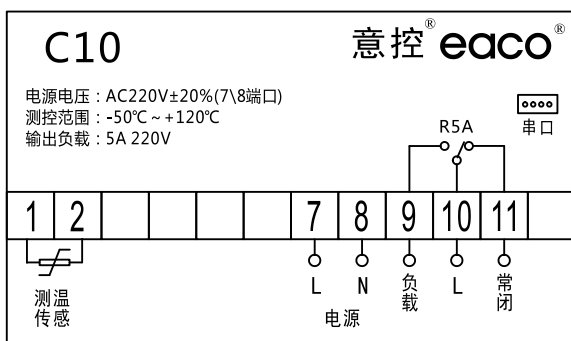 C10
意控® eaco®
电源电压：AC220V±20%(7\8端口)
测控范围：-50℃～+120℃
输出负载：5A 220V
R5A
串口
1 2 7 8 9 10 11
测温
传感
L N 负载 L 常闭
电源